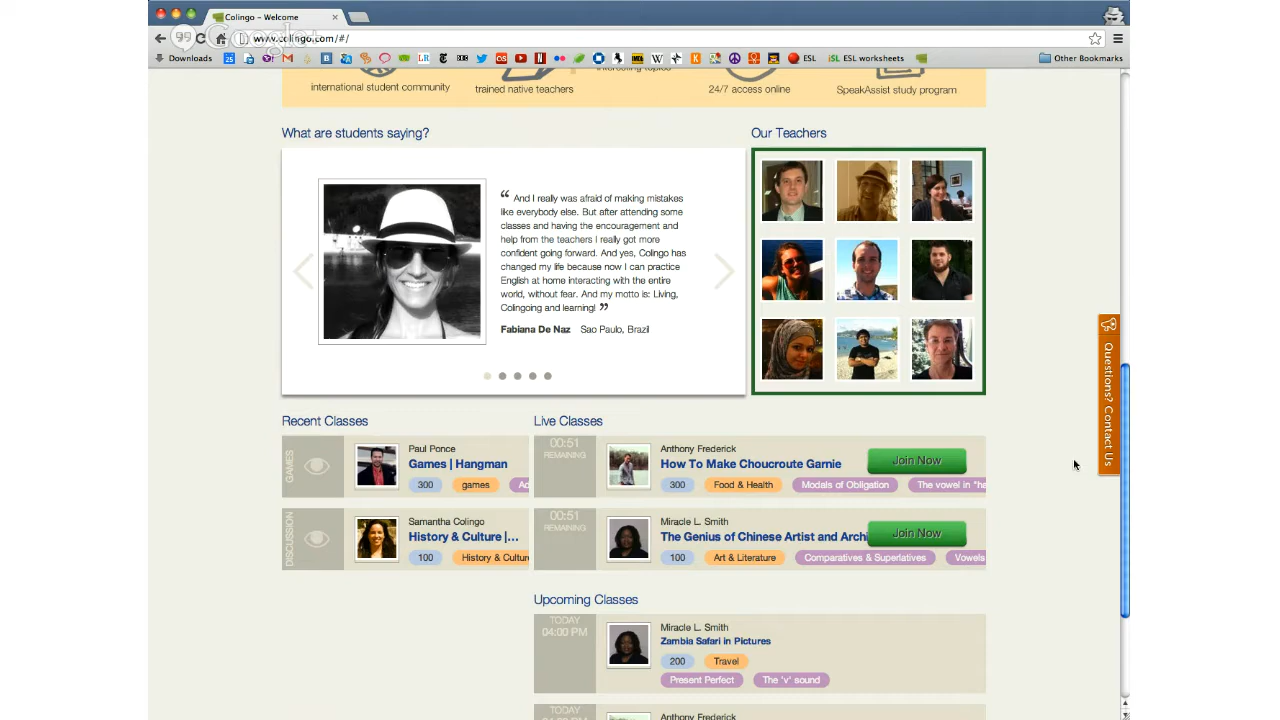 Colingo – Welcome
Google+
www.colingo.com/#/
Downloads
ESL
iSL ESL worksheets
Other Bookmarks
international student community
trained native teachers
interesting topics
24/7 access online
SpeakAssist study program
What are students saying?
Our Teachers
“ And I really was afraid of making mistakes
like everybody else. But after attending some
classes and having the encouragement and
help from the teachers I really got more
confident going forward. And yes, Colingo has
changed my life because now I can practice
English at home interacting with the entire
world, without fear. And my motto is: Living,
Colingoing and learning! ”
Fabiana De Naz Sao Paulo, Brazil
Questions? Contact Us
Recent Classes
GAMES
Paul Ponce
Games | Hangman
300 games Ad
DISCUSSION
Samantha Colingo
History & Culture |...
100 History & Culture
Live Classes
00:51
REMAINING
Anthony Frederick
How To Make Choucroute Garnie
Join Now
300 Food & Health Modals of Obligation The vowel in "ha
00:51
REMAINING
Miracle L. Smith
The Genius of Chinese Artist and Archi
Join Now
100 Art & Literature Comparatives & Superlatives Vowels
Upcoming Classes
TODAY
04:00 PM
Miracle L. Smith
Zambia Safari in Pictures
200 Travel
Present Perfect The 'v' sound
TODAY
Anthony Frederick